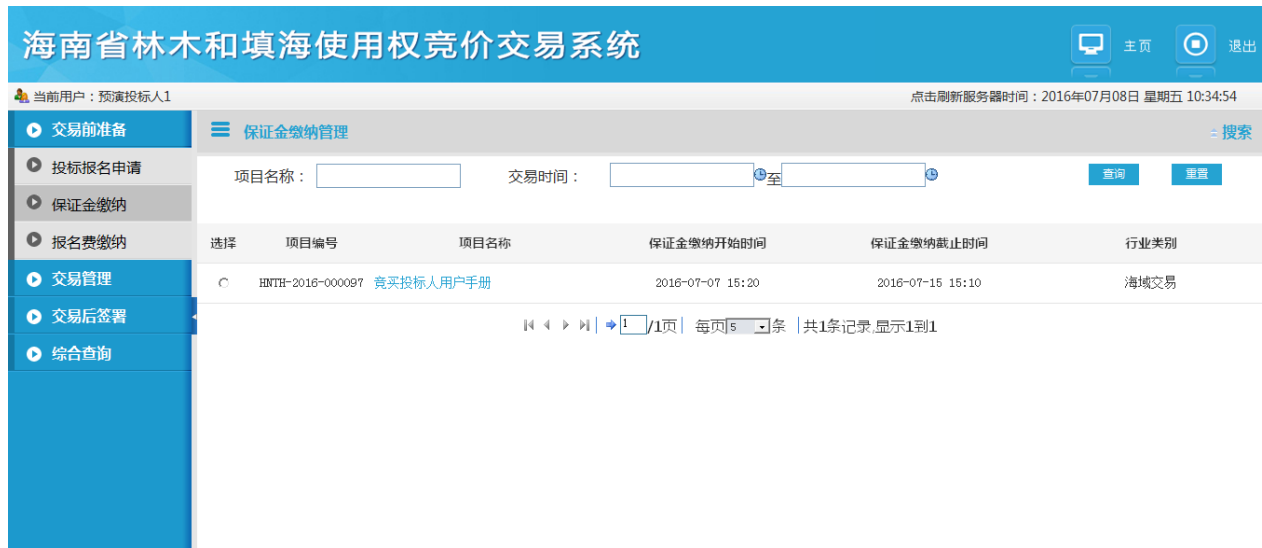 海南省林木和填海使用权竞价交易系统
主页 退出
当前用户：预演投标人1 点击刷新服务器时间：2016年07月08日 星期五 10:34:54
交易前准备
投标报名申请
保证金缴纳
报名费缴纳
交易管理
交易后签署
综合查询
保证金缴纳管理 搜索
项目名称： 交易时间： 至 查询 重置
选择 项目编号 项目名称 保证金缴纳开始时间 保证金缴纳截止时间 行业类别
HNTH-2016-000097 竞买投标人用户手册 2016-07-07 15:20 2016-07-15 15:10 海域交易
1 /1页 每页 5 条 共1条记录,显示1到1